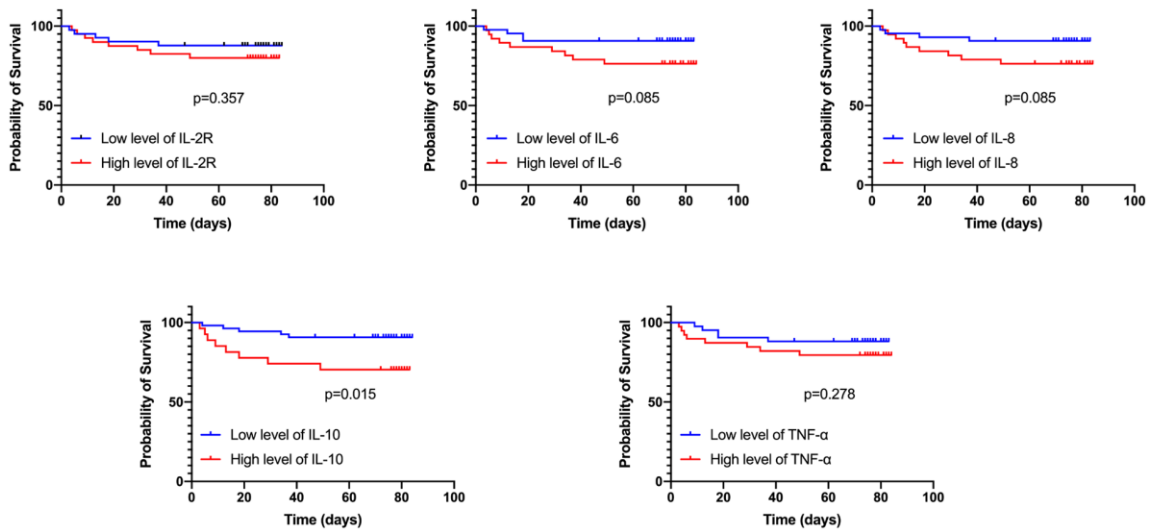 Probability of Survival
100
50
0
p=0.357
Low level of IL-2R
High level of IL-2R
0 20 40 60 80 100
Time (days)
Probability of Survival
100
50
0
p=0.085
Low level of IL-6
High level of IL-6
0 20 40 60 80 100
Time (days)
Probability of Survival
100
50
0
p=0.085
Low level of IL-8
High level of IL-8
0 20 40 60 80 100
Time (days)
Probability of Survival
100
50
0
p=0.015
Low level of IL-10
High level of IL-10
0 20 40 60 80 100
Time (days)
Probability of Survival
100
50
0
p=0.278
Low level of TNF-α
High level of TNF-α
0 20 40 60 80 100
Time (days)